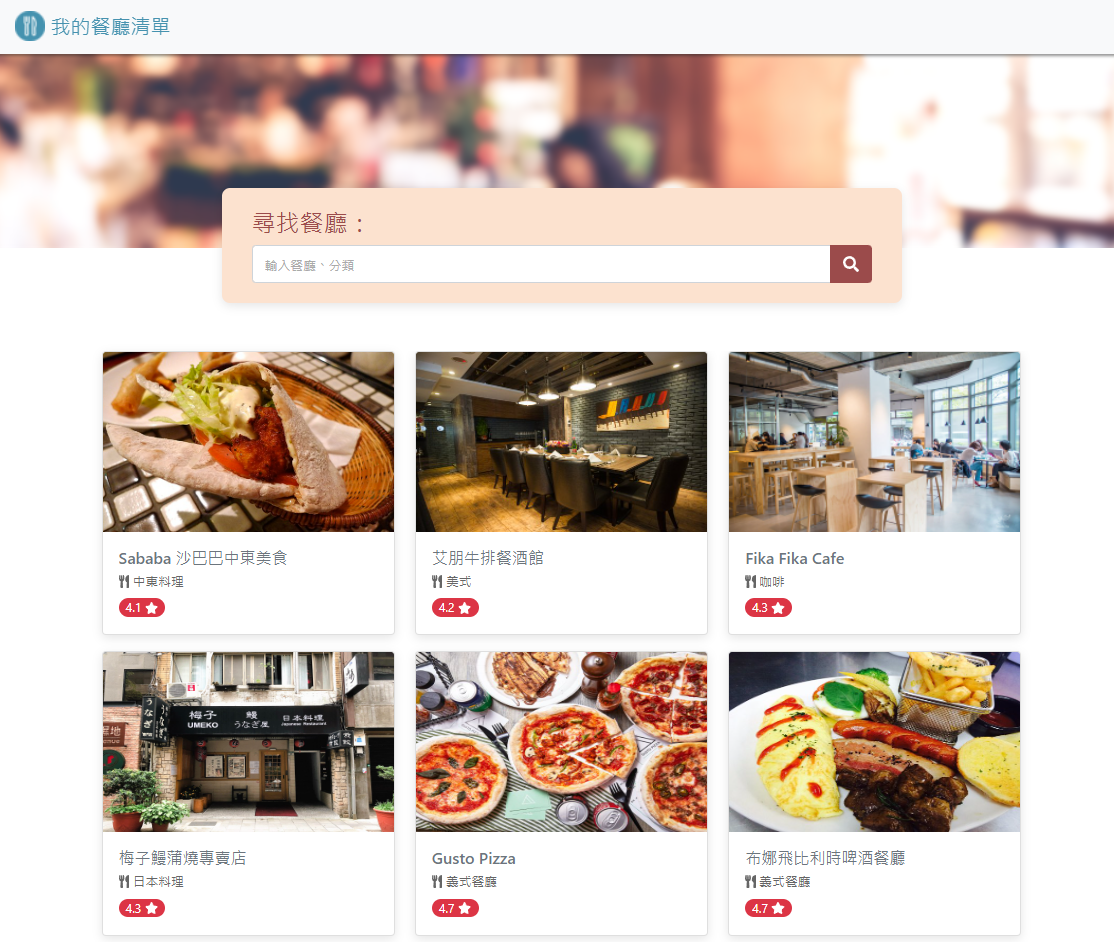 我的餐廳清單
尋找餐廳：
輸入餐廳、分類
Sababa 沙巴巴中東美食
中東料理
4.1
艾朋牛排餐酒館
美式
4.2
Fika Fika Cafe
咖啡
4.3
梅子 鰻 日本料理
UMEKO うなぎ屋 Japanese Restaurant
うなぎ
梅子鰻蒲燒專賣店
日本料理
4.3
Gusto Pizza
義式餐廳
4.7
布娜飛比利時啤酒餐廳
義式餐廳
4.7